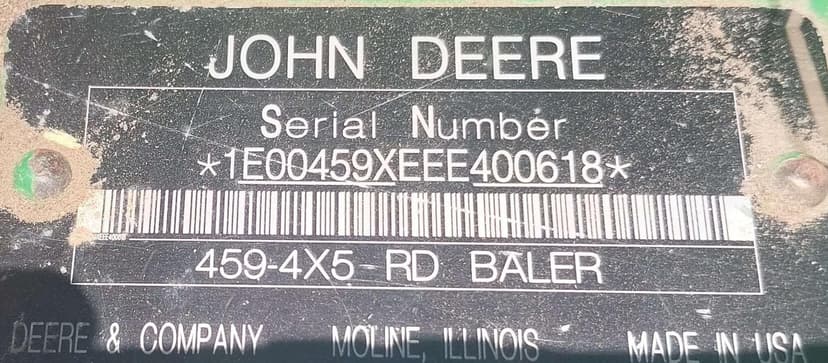 JOHN DEERE
Serial Number
*1E00459XEEE400618*
459-4X5 RD BALER
DEERE & COMPANY MOLINE, ILLINOIS MADE IN USA